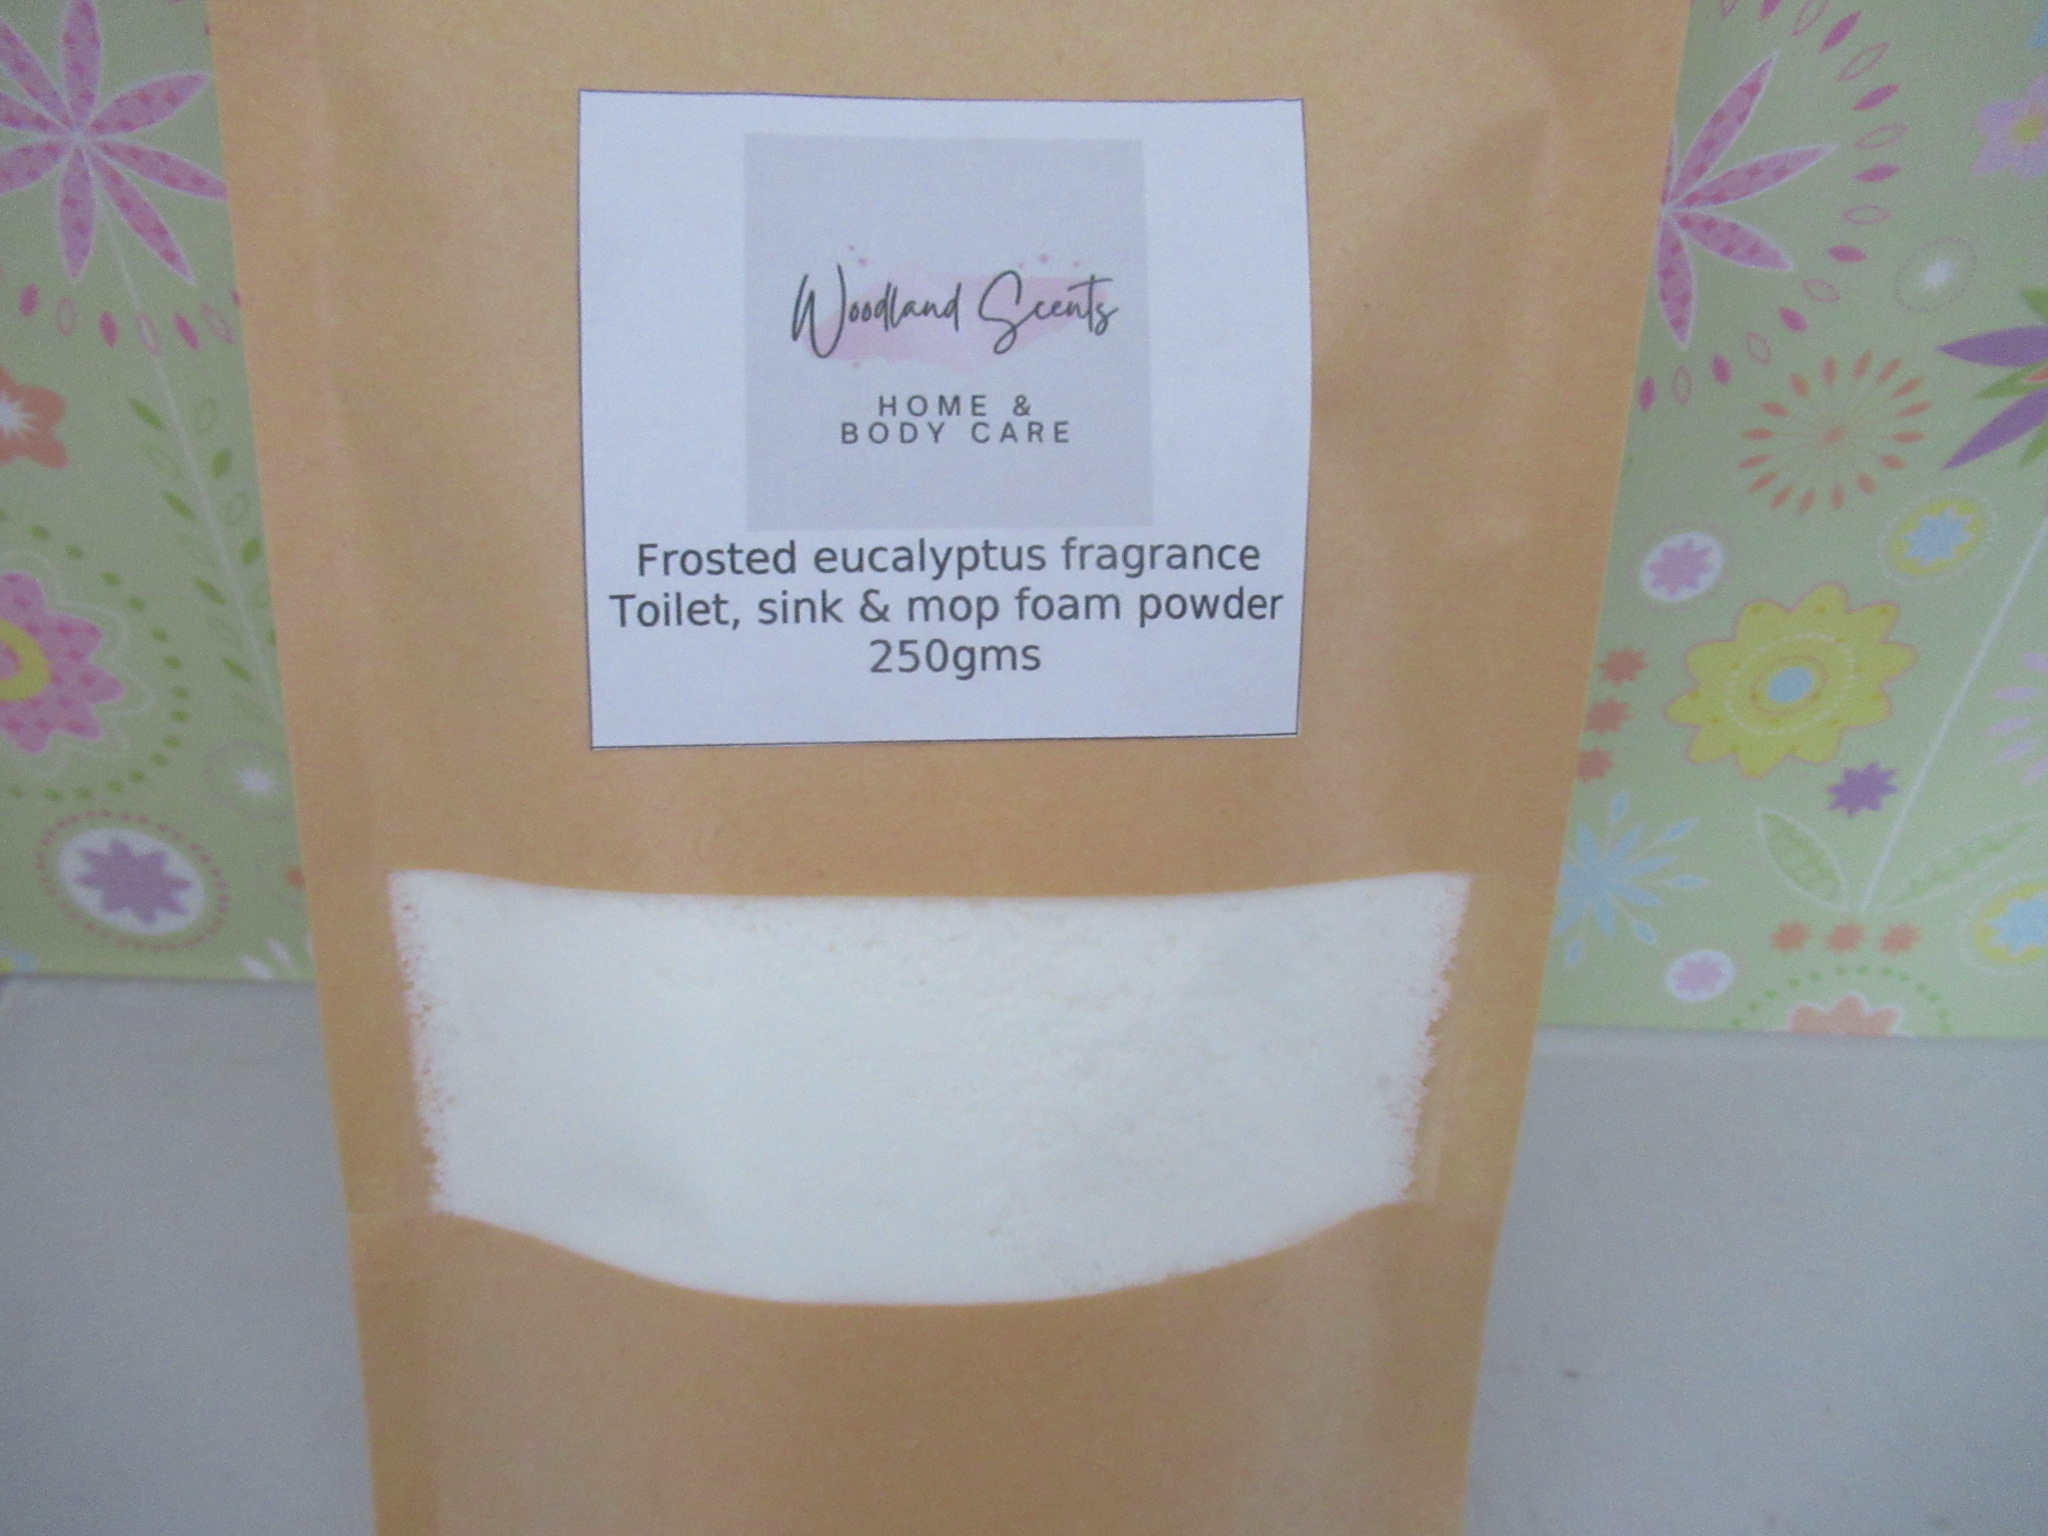 Woodland Scents
HOME &
BODY CARE
Frosted eucalyptus fragrance
Toilet, sink & mop foam powder
250gms